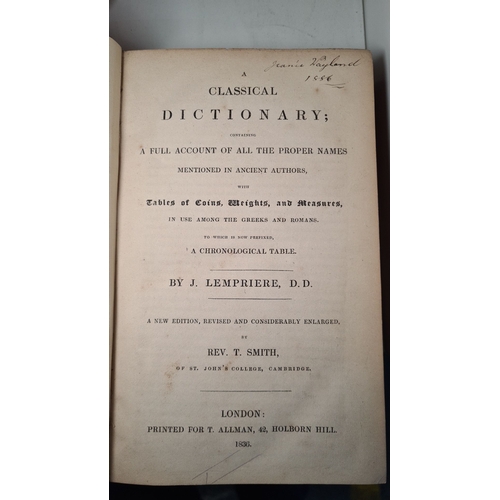 Wayland
A
CLASSICAL
DICTIONARY;
CONTAINING
A FULL ACCOUNT OF ALL THE PROPER NAMES
MENTIONED IN ANCIENT AUTHORS,
WITH
Tables of Coins, Weights, and Measures,
IN USE AMONG THE GREEKS AND ROMANS.
TO WHICH IS NOW PREFIXED,
A CHRONOLOGICAL TABLE.
BY J. LEMPRIERE, D.D.
A NEW EDITION, REVISED AND CONSIDERABLY ENLARGED,
BY
REV. T. SMITH,
OF ST. JOHN'S COLLEGE, CAMBRIDGE.
LONDON:
PRINTED FOR T. ALLMAN, 42, HOLBORN HILL.
1836.